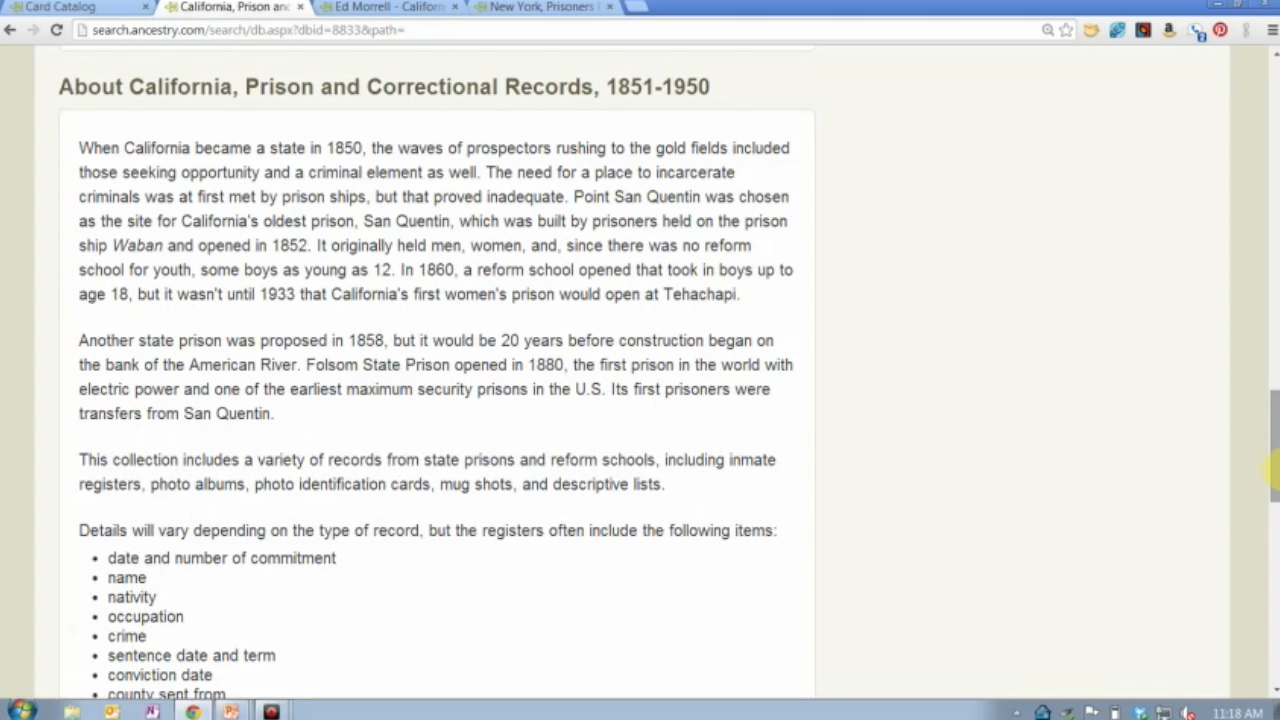 Card Catalog
California, Prison and
Ed Morrell - Californ
New York, Prisoners
search.ancestry.com/search/db.aspx?dbid=8833&path=
About California, Prison and Correctional Records, 1851-1950
When California became a state in 1850, the waves of prospectors rushing to the gold fields included
those seeking opportunity and a criminal element as well. The need for a place to incarcerate
criminals was at first met by prison ships, but that proved inadequate. Point San Quentin was chosen
as the site for California's oldest prison, San Quentin, which was built by prisoners held on the prison
ship Waban and opened in 1852. It originally held men, women, and, since there was no reform
school for youth, some boys as young as 12. In 1860, a reform school opened that took in boys up to
age 18, but it wasn't until 1933 that California's first women's prison would open at Tehachapi.
Another state prison was proposed in 1858, but it would be 20 years before construction began on
the bank of the American River. Folsom State Prison opened in 1880, the first prison in the world with
electric power and one of the earliest maximum security prisons in the U.S. Its first prisoners were
transfers from San Quentin.
This collection includes a variety of records from state prisons and reform schools, including inmate
registers, photo albums, photo identification cards, mug shots, and descriptive lists.
Details will vary depending on the type of record, but the registers often include the following items:
• date and number of commitment
• name
• nativity
• occupation
• crime
• sentence date and term
• conviction date
• county sent from
11:18 AM